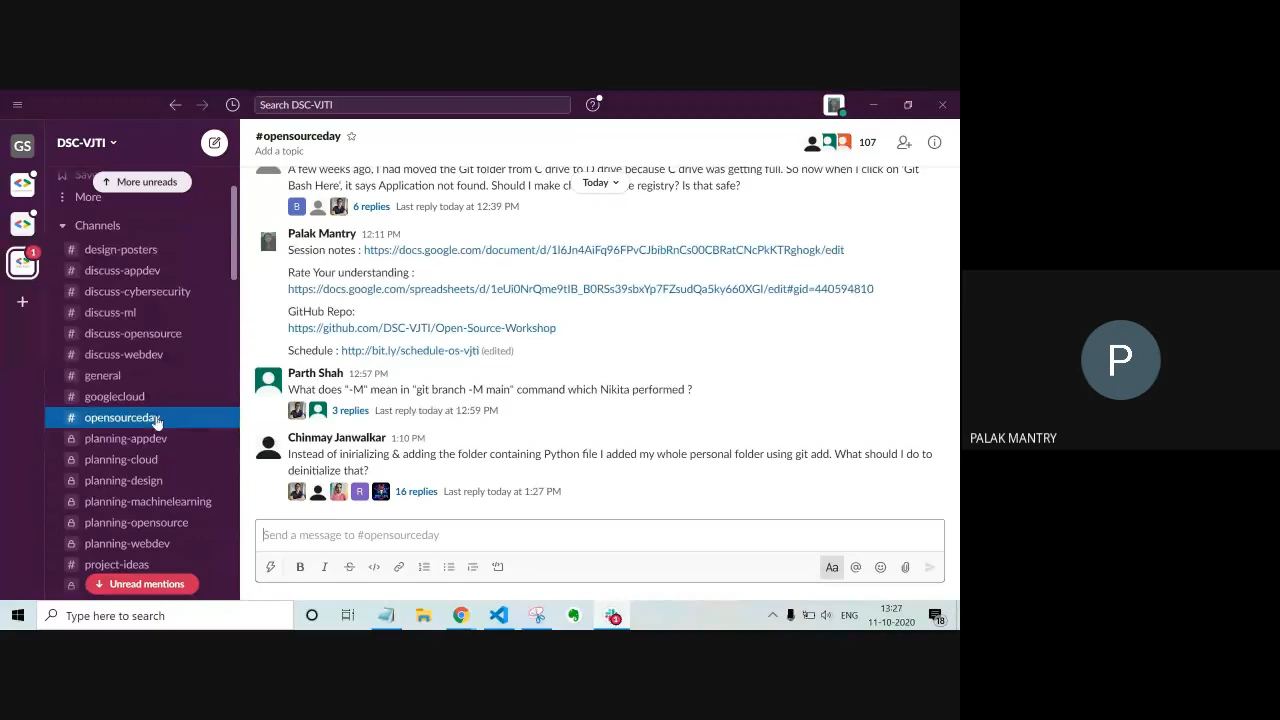 Search DSC-VJTI
GS
DSC-VJTI
#opensourceday
Add a topic
107
↑ More unreads
More
Channels
# design-posters
# discuss-appdev
# discuss-cybersecurity
# discuss-ml
# discuss-opensource
# discuss-webdev
# general
# googlecloud
# opensourceday
planning-appdev
planning-cloud
planning-design
planning-machinelearning
planning-opensource
planning-webdev
# project-ideas
↓ Unread mentions
1
A few weeks ago, I had moved the Git folder from C drive to D drive because C drive was getting full. So now when I click on 'Git
Bash Here', it says Application not found. Should I make registry? Is that safe?
Today
B 6 replies Last reply today at 12:39 PM
Palak Mantry 12:11 PM
Session notes : https://docs.google.com/document/d/1I6Jn4AiFq96FPvCJbibRnCs00CBRatCNcPkKTRghogk/edit
Rate Your understanding :
https://docs.google.com/spreadsheets/d/1eUi0NrQme9tIB_B0RSs39sbxYp7FZsudQa5ky660XGI/edit#gid=440594810
GitHub Repo:
https://github.com/DSC-VJTI/Open-Source-Workshop
Schedule : http://bit.ly/schedule-os-vjti (edited)
Parth Shah 12:57 PM
What does "-M" mean in "git branch -M main" command which Nikita performed ?
3 replies Last reply today at 12:59 PM
Chinmay Janwalkar 1:10 PM
Instead of inirializing & adding the folder containing Python file I added my whole personal folder using git add. What should I do to
deinitialize that?
R 16 replies Last reply today at 1:27 PM
Send a message to #opensourceday
B I Aa @
Type here to search
ENG
13:27
11-10-2020
18
1
P
PALAK MANTRY